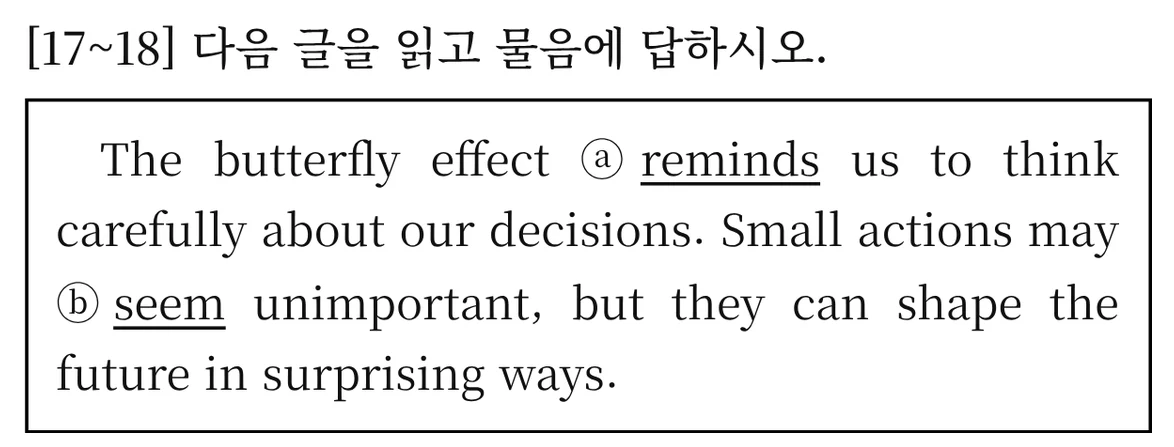 [17~18] 다음 글을 읽고 물음에 답하시오.
The butterfly effect ⓐ reminds us to think
carefully about our decisions. Small actions may
ⓑ seem unimportant, but they can shape the
future in surprising ways.